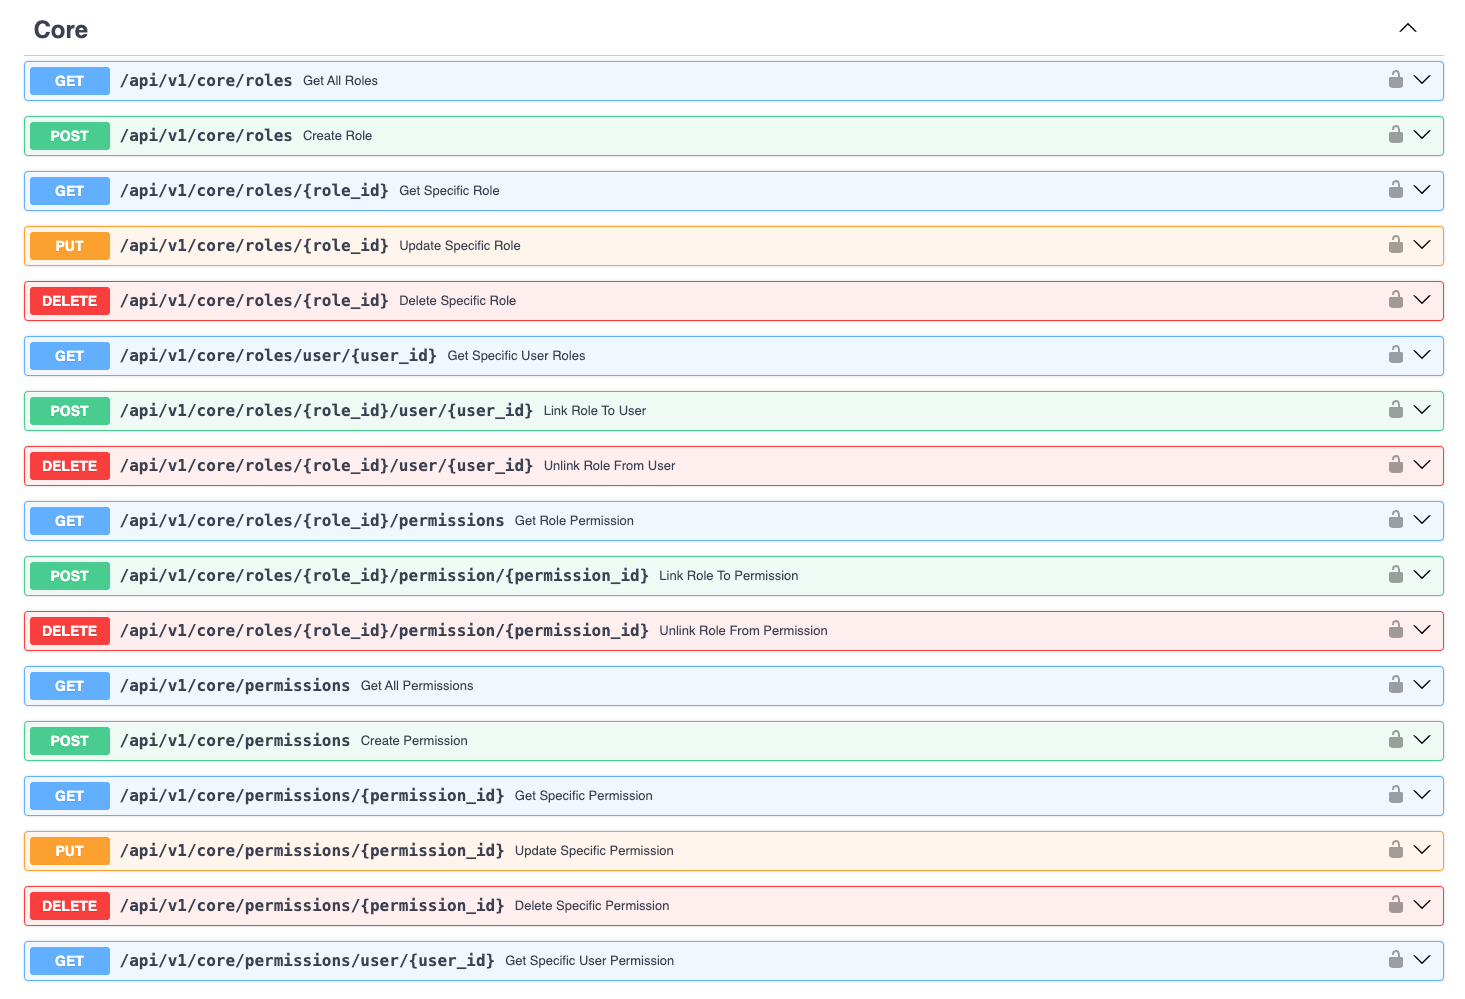 Core
GET /api/v1/core/roles Get All Roles
POST /api/v1/core/roles Create Role
GET /api/v1/core/roles/{role_id} Get Specific Role
PUT /api/v1/core/roles/{role_id} Update Specific Role
DELETE /api/v1/core/roles/{role_id} Delete Specific Role
GET /api/v1/core/roles/user/{user_id} Get Specific User Roles
POST /api/v1/core/roles/{role_id}/user/{user_id} Link Role To User
DELETE /api/v1/core/roles/{role_id}/user/{user_id} Unlink Role From User
GET /api/v1/core/roles/{role_id}/permissions Get Role Permission
POST /api/v1/core/roles/{role_id}/permission/{permission_id} Link Role To Permission
DELETE /api/v1/core/roles/{role_id}/permission/{permission_id} Unlink Role From Permission
GET /api/v1/core/permissions Get All Permissions
POST /api/v1/core/permissions Create Permission
GET /api/v1/core/permissions/{permission_id} Get Specific Permission
PUT /api/v1/core/permissions/{permission_id} Update Specific Permission
DELETE /api/v1/core/permissions/{permission_id} Delete Specific Permission
GET /api/v1/core/permissions/user/{user_id} Get Specific User Permission